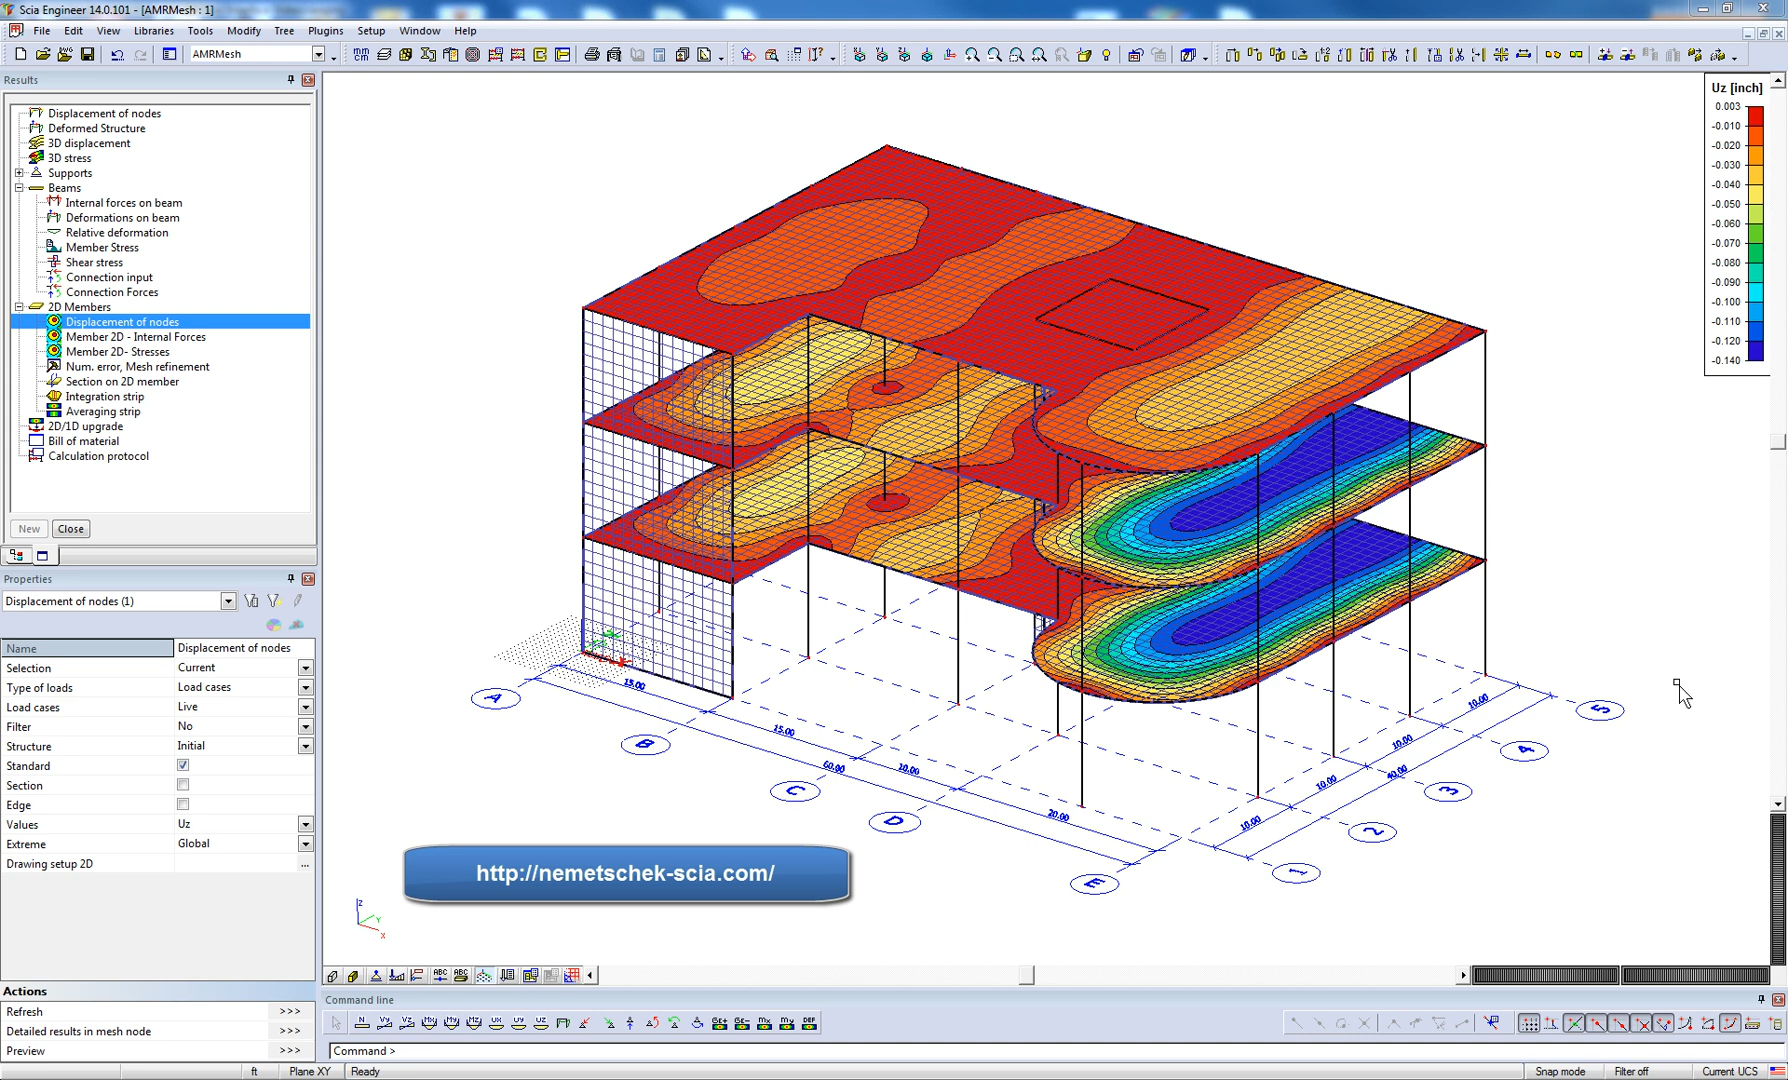 Scia Engineer 14.0.101 - [AMRMesh : 1]
File Edit View Libraries Tools Modify Tree Plugins Setup Window Help
AMRMesh
Results
Displacement of nodes
Deformed Structure
3D displacement
3D stress
Supports
Beams
Internal forces on beam
Deformations on beam
Relative deformation
Member Stress
Shear stress
Connection input
Connection Forces
2D Members
Displacement of nodes
Member 2D - Internal Forces
Member 2D- Stresses
Num. error, Mesh refinement
Section on 2D member
Integration strip
Averaging strip
2D/1D upgrade
Bill of material
Calculation protocol
New Close
Properties
Displacement of nodes (1)
Name Displacement of nodes
Selection Current
Type of loads Load cases
Load cases Live
Filter No
Structure Initial
Standard
Section
Edge
Values Uz
Extreme Global
Drawing setup 2D ...
Actions
Refresh >>>
Detailed results in mesh node >>>
Preview >>>
Uz [inch]
0.003
-0.010
-0.020
-0.030
-0.040
-0.050
-0.060
-0.070
-0.080
-0.090
-0.100
-0.110
-0.120
-0.140
A
B
C
D
E
1
2
3
4
5
15.00
15.00
60.00
10.00
20.00
10.00
10.00
40.00
10.00
10.00
http://nemetschek-scia.com/
z
Y
X
Command line
Command >
ft Plane XY Ready Snap mode Filter off Current UCS